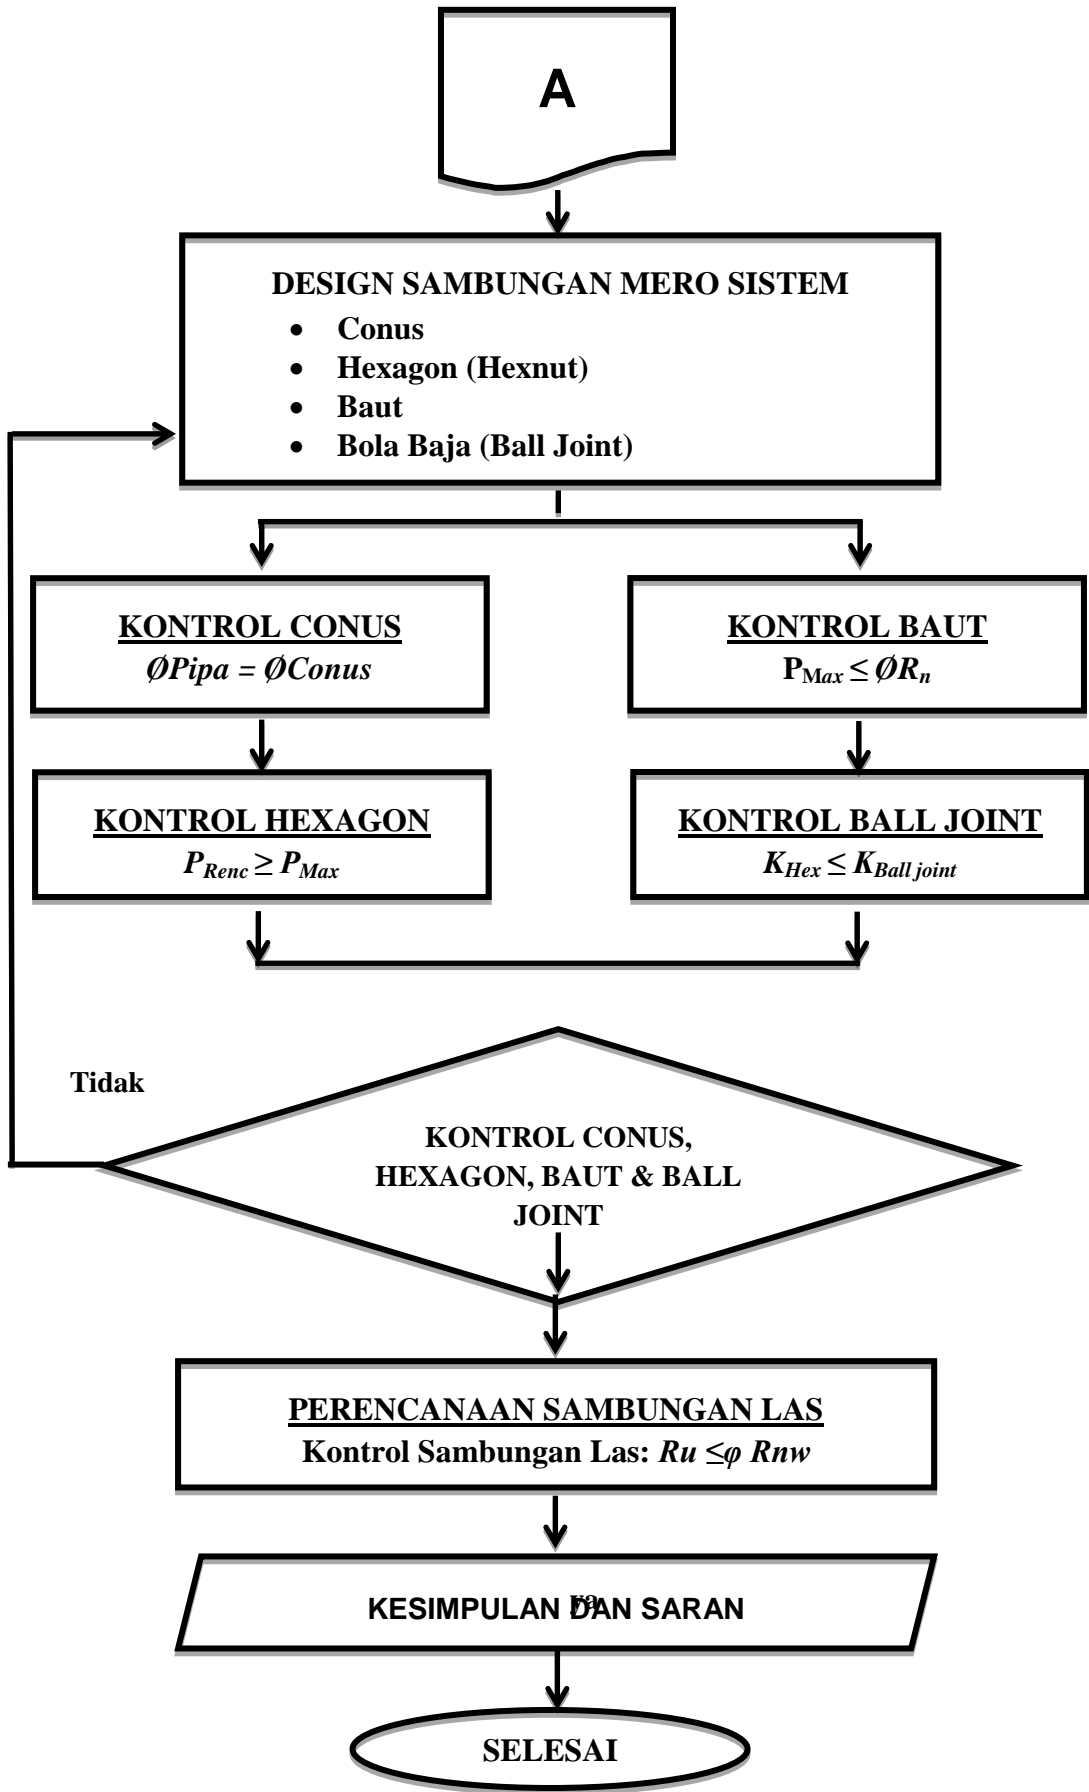 A
DESIGN SAMBUNGAN MERO SISTEM
• Conus
• Hexagon (Hexnut)
• Baut
• Bola Baja (Ball Joint)
KONTROL CONUS
ØPipa = ØConus
KONTROL BAUT
PMax ≤ ØRn
KONTROL HEXAGON
PRenc ≥ PMax
KONTROL BALL JOINT
KHex ≤ KBall joint
Tidak
KONTROL CONUS,
HEXAGON, BAUT & BALL
JOINT
PERENCANAAN SAMBUNGAN LAS
Kontrol Sambungan Las: Ru ≤φ Rnw
ya
KESIMPULAN DAN SARAN
SELESAI